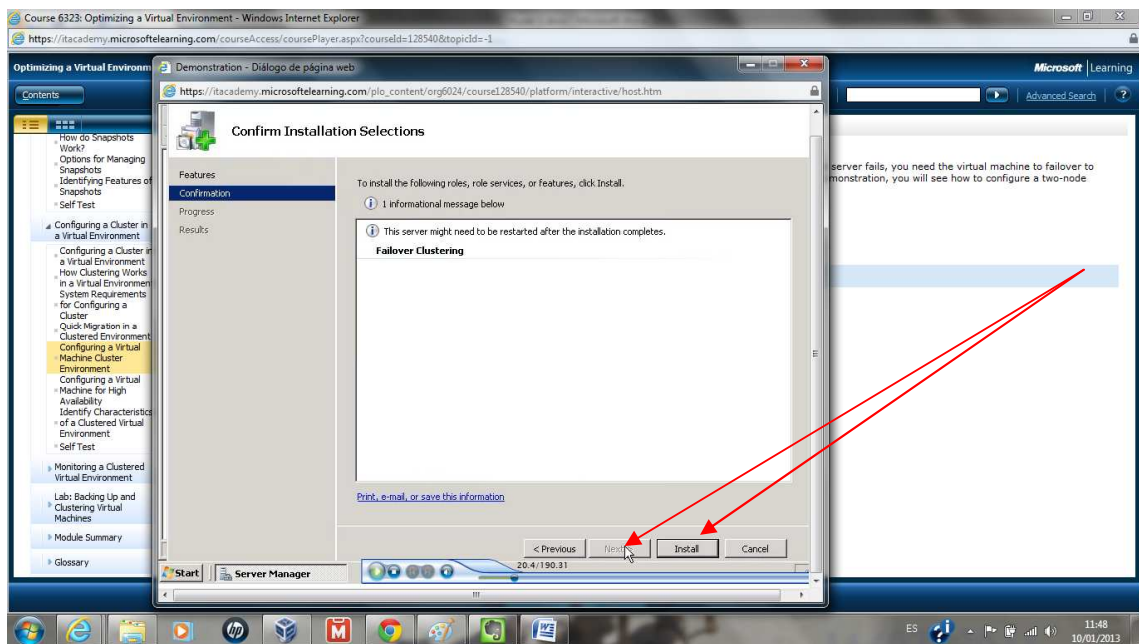 Course 6323: Optimizing a Virtual Environment - Windows Internet Explorer
https://itacademy.microsoftelearning.com/courseAccess/coursePlayer.aspx?courseId=128540&topicId=-1
Optimizing a Virtual Environm
Microsoft | Learning
Contents
Advanced Search
?
How do Snapshots
Work?
Options for Managing
Snapshots
Identifying Features of
Snapshots
Self Test
Configuring a Cluster in
a Virtual Environment
Configuring a Cluster in
a Virtual Environment
How Clustering Works
in a Virtual Environmen
System Requirements
for Configuring a
Cluster
Quick Migration in a
Clustered Environment
Configuring a Virtual
Machine Cluster
Environment
Configuring a Virtual
Machine for High
Availability
Identify Characteristics
of a Clustered Virtual
Environment
Self Test
Monitoring a Clustered
Virtual Environment
Lab: Backing Up and
Clustering Virtual
Machines
Module Summary
Glossary
Demonstration - Diálogo de página web
https://itacademy.microsoftelearning.com/plo_content/org6024/course128540/platform/interactive/host.htm
Confirm Installation Selections
Features
Confirmation
Progress
Results
To install the following roles, role services, or features, click Install.
1 informational message below
This server might need to be restarted after the installation completes.
Failover Clustering
Print, e-mail, or save this information
< Previous
Next >
Install
Cancel
Start
Server Manager
20.4/190.31
server fails, you need the virtual machine to failover to
monstration, you will see how to configure a two-node
ES
11:48
10/01/2013